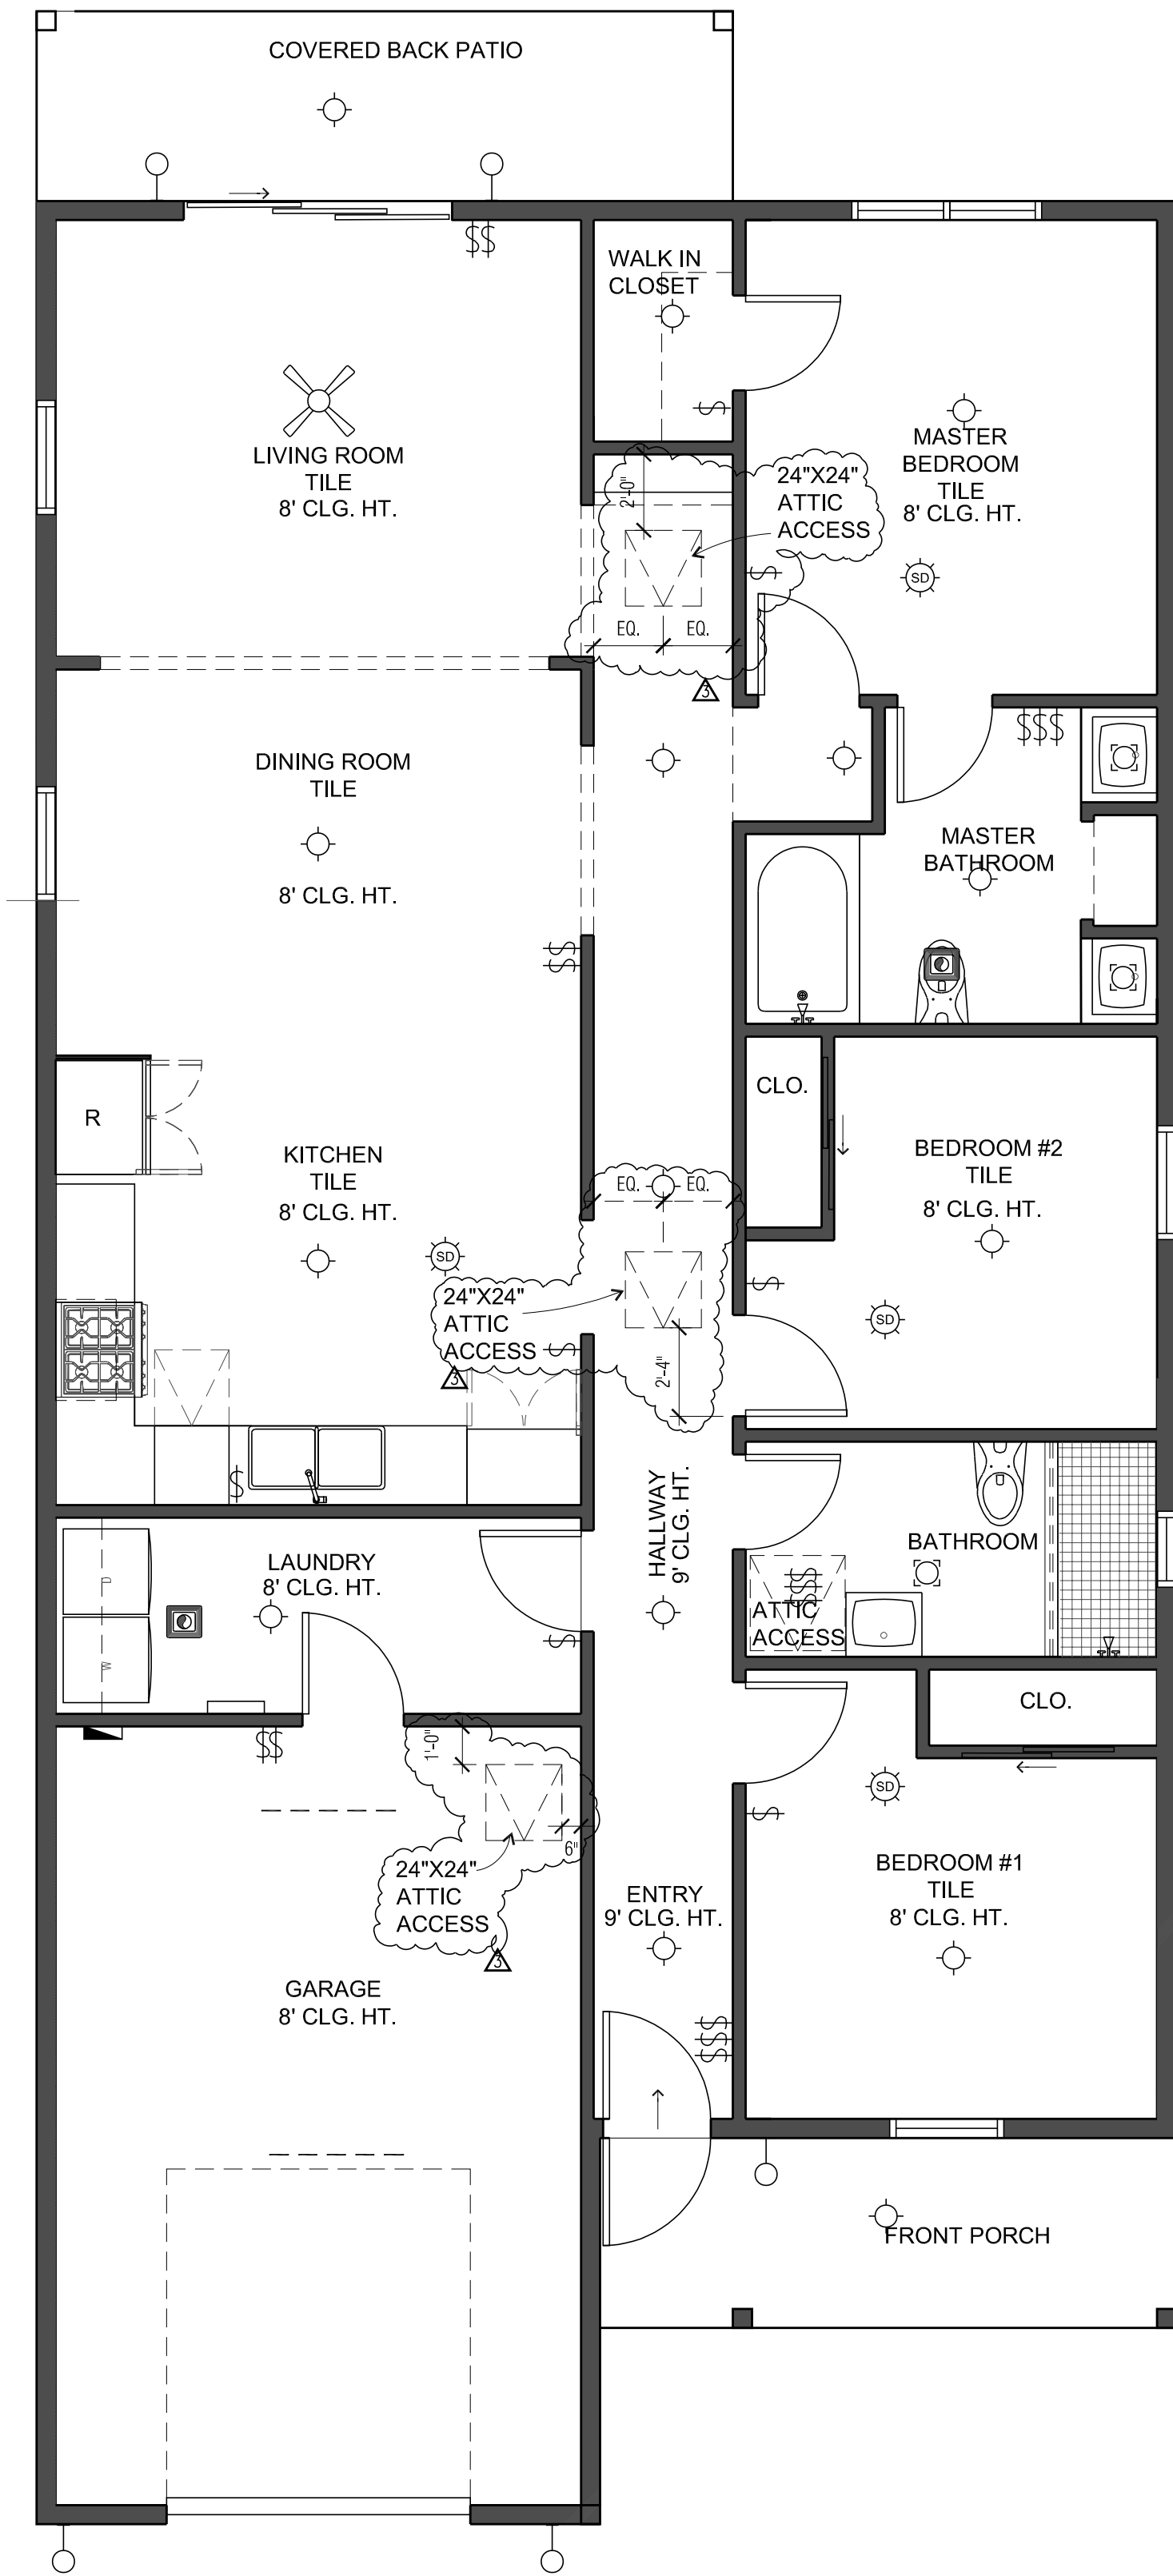 COVERED BACK PATIO
$$
WALK IN
CLOSET
$
LIVING ROOM
TILE
8' CLG. HT.
MASTER
BEDROOM
TILE
8' CLG. HT.
2'-0"
24"X24"
ATTIC
ACCESS
$
SD
EQ.
EQ.
3
$$$
DINING ROOM
TILE
8' CLG. HT.
MASTER
BATHROOM
$$
CLO.
R
KITCHEN
TILE
8' CLG. HT.
BEDROOM #2
TILE
8' CLG. HT.
EQ.
EQ.
SD
24"X24"
ATTIC
ACCESS
3
$
2'-4"
$
SD
$
HALLWAY
9' CLG. HT.
LAUNDRY
8' CLG. HT.
D
W
$
BATHROOM
$$$
ATTIC
ACCESS
CLO.
$$
1'-0"
6"
24"X24"
ATTIC
ACCESS
3
SD
$
BEDROOM #1
TILE
8' CLG. HT.
ENTRY
9' CLG. HT.
GARAGE
8' CLG. HT.
$$$
FRONT PORCH